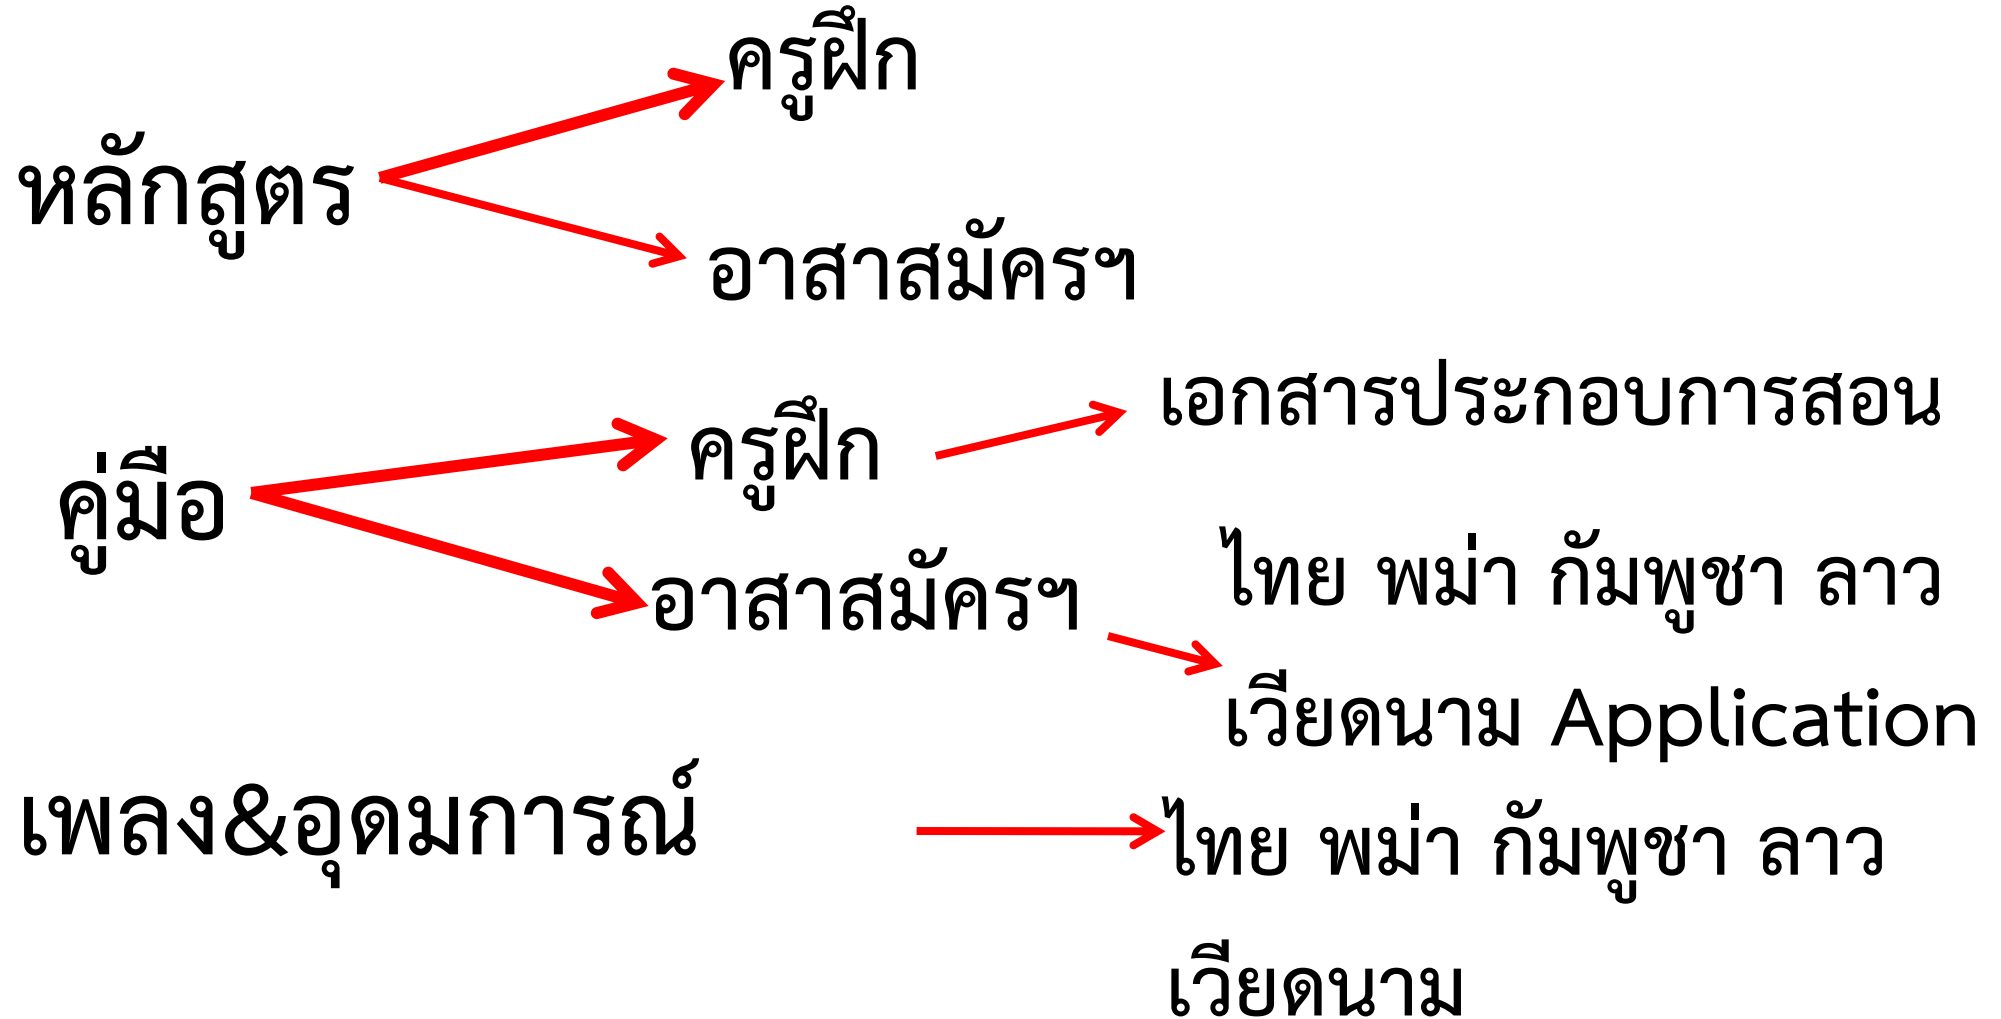 ครูฝึก
หลักสูตร
อาสาสมัครฯ
เอกสารประกอบการสอน
ครูฝึก
คู่มือ
ไทย พม่า กัมพูชา ลาว
อาสาสมัครฯ
เวียดนาม Application
เพลง&อุดมการณ์
ไทย พม่า กัมพูชา ลาว
เวียดนาม